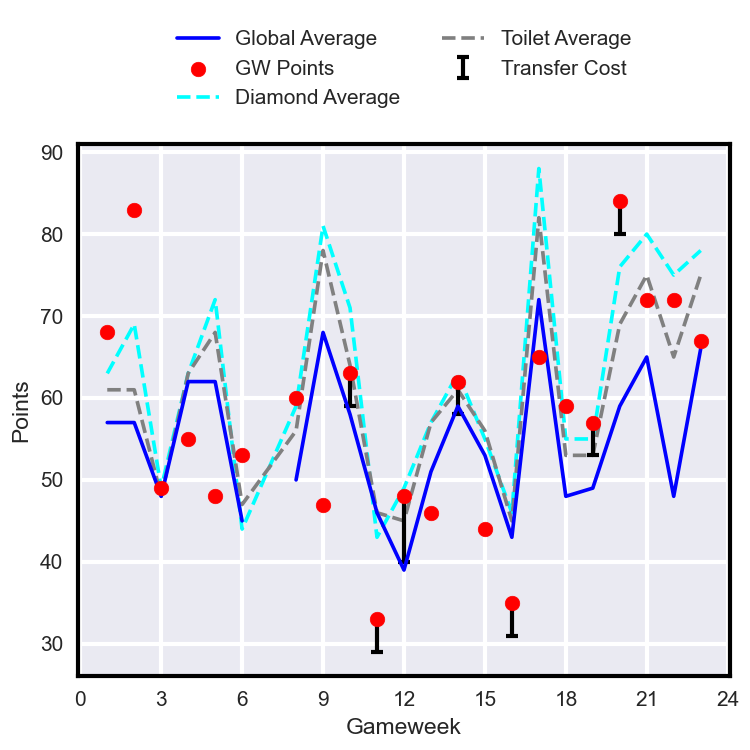 Global Average
GW Points
Diamond Average
Toilet Average
Transfer Cost
90
80
70
60
50
40
30
Points
0 3 6 9 12 15 18 21 24
Gameweek